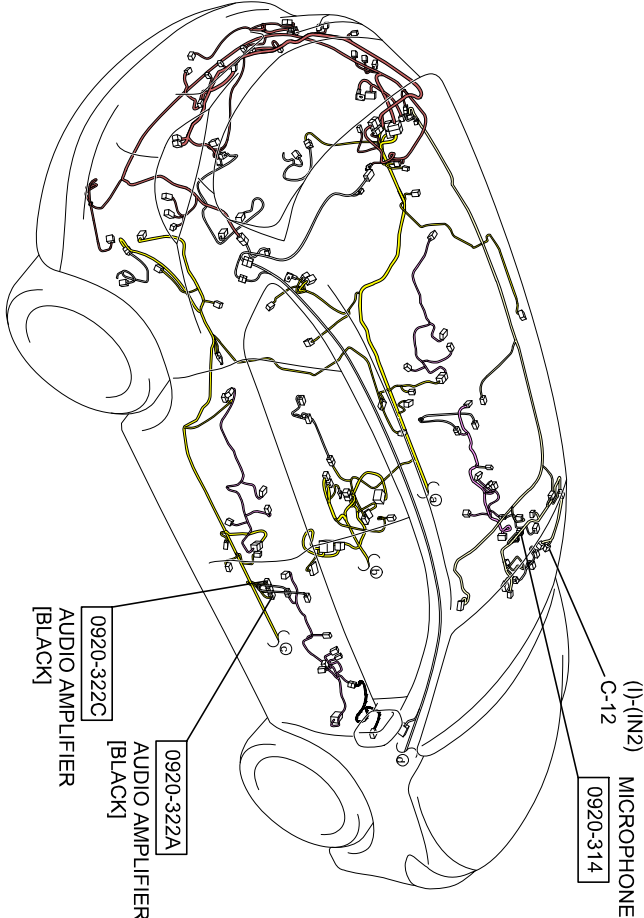 (I)-(IN2)
C-12
MICROPHONE
0920-314
0920-322A
AUDIO AMPLIFIER
[BLACK]
0920-322C
AUDIO AMPLIFIER
[BLACK]